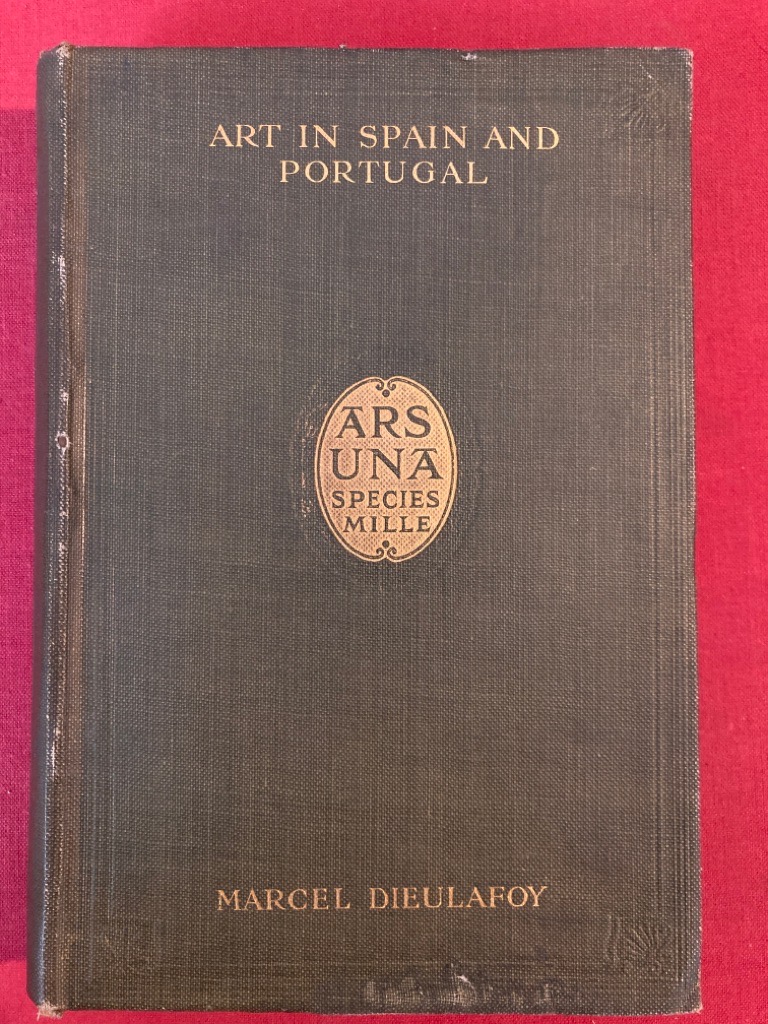 ART IN SPAIN AND
PORTUGAL
ARS
UNA
SPECIES
MILLE
MARCEL DIEULAFOY